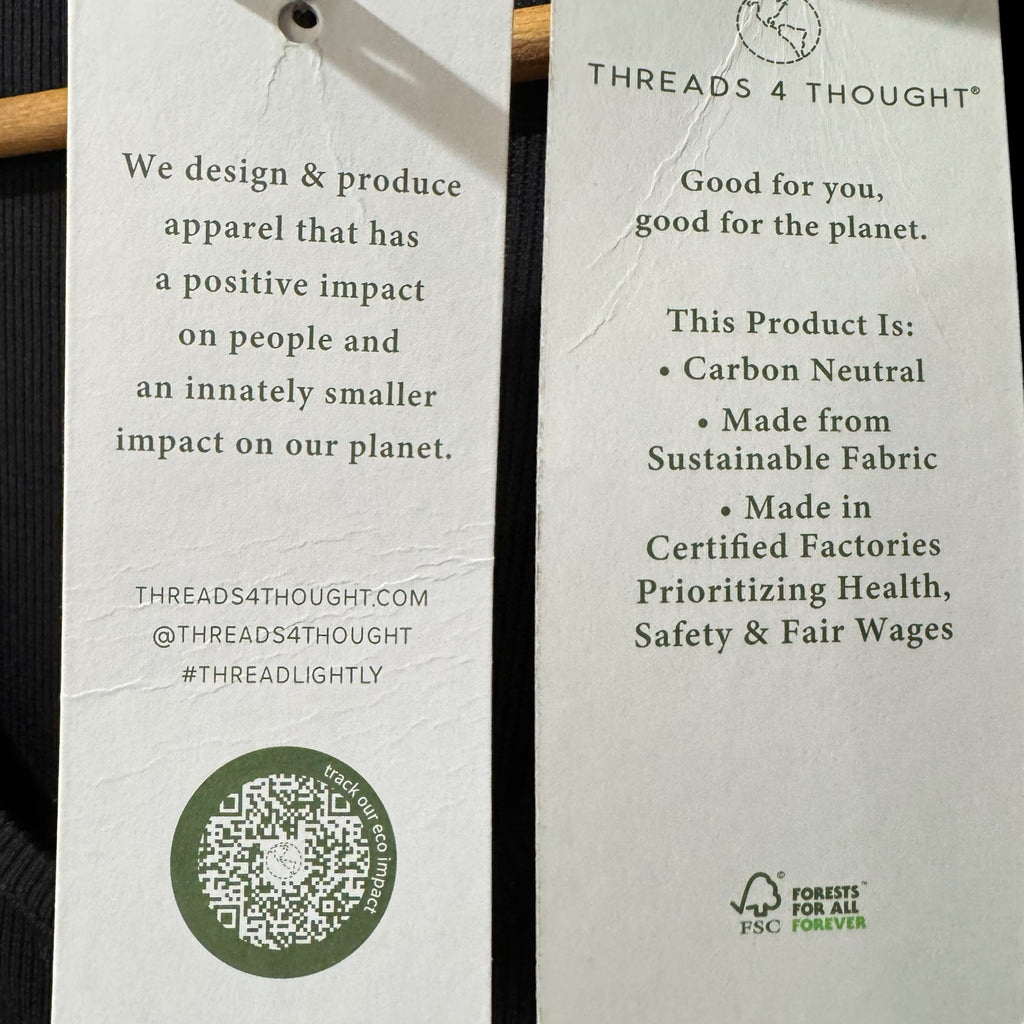 We design & produce
apparel that has
a positive impact
on people and
an innately smaller
impact on our planet.
THREADS4THOUGHT.COM
@THREADS4THOUGHT
#THREADLIGHTLY
track our eco impact
THREADS 4 THOUGHT®
Good for you,
good for the planet.
This Product Is:
• Carbon Neutral
• Made from
Sustainable Fabric
• Made in
Certified Factories
Prioritizing Health,
Safety & Fair Wages
©
FSC
FORESTS™
FOR ALL
FOREVER